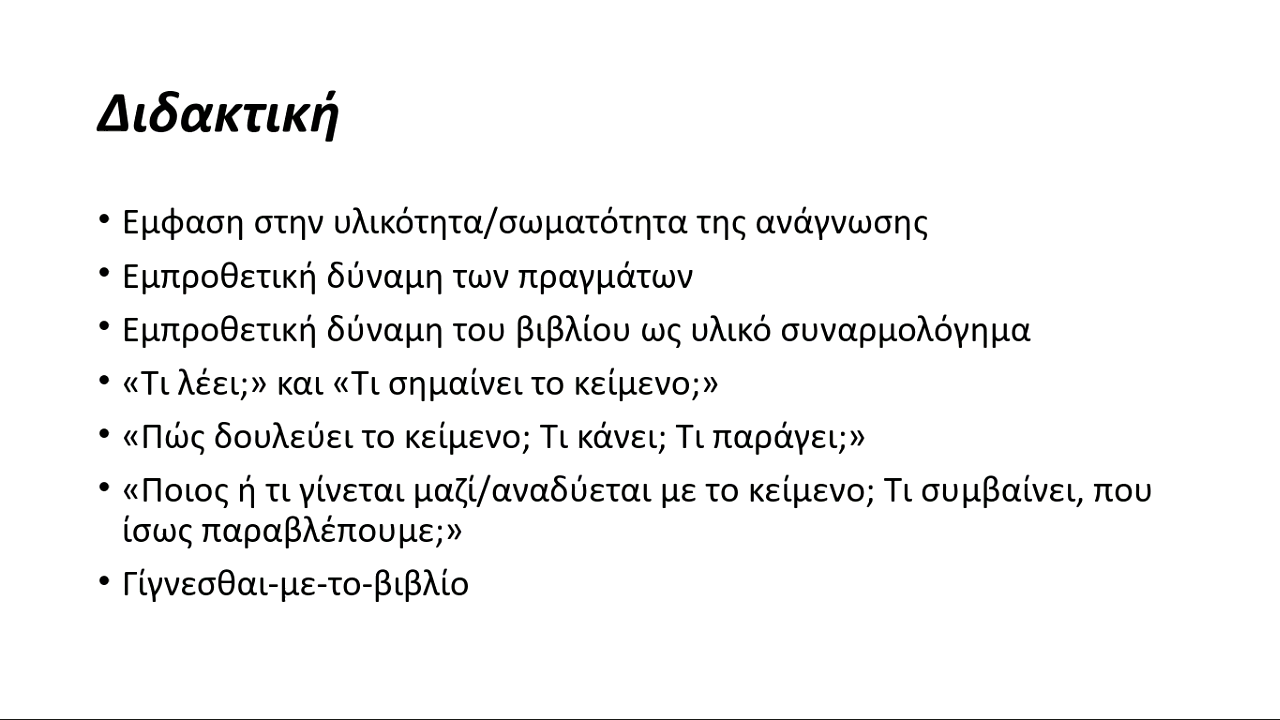 Διδακτική
• Εμφαση στην υλικότητα/σωματότητα της ανάγνωσης
• Εμπροθετική δύναμη των πραγμάτων
• Εμπροθετική δύναμη του βιβλίου ως υλικό συναρμολόγημα
• «Τι λέει;» και «Τι σημαίνει το κείμενο;»
• «Πώς δουλεύει το κείμενο; Τι κάνει; Τι παράγει;»
• «Ποιος ή τι γίνεται μαζί/αναδύεται με το κείμενο; Τι συμβαίνει, που
ίσως παραβλέπουμε;»
• Γίγνεσθαι-με-το-βιβλίο